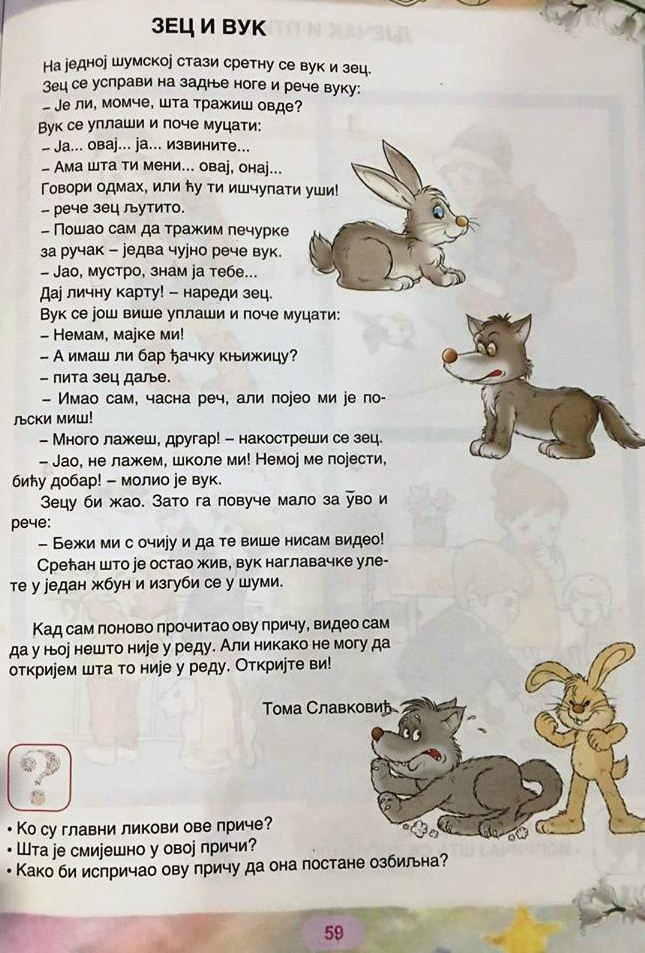 ЗЕЦ И ВУК
На једној шумској стази сретну се вук и зец.
Зец се усправи на задње ноге и рече вуку:
– Је ли, момче, шта тражиш овде?
Вук се уплаши и поче муцати:
– Ја... овај... ја... извините...
– Ама шта ти мени... овај, онај...
Говори одмах, или ћу ти ишчупати уши!
– рече зец љутито.
– Пошао сам да тражим печурке
за ручак – једва чујно рече вук.
– Јао, мустро, знам ја тебе...
Дај личну карту! – нареди зец.
Вук се још више уплаши и поче муцати:
– Немам, мајке ми!
– А имаш ли бар ђачку књижицу?
– пита зец даље.
– Имао сам, часна реч, али појео ми је по-
љски миш!
– Много лажеш, другар! – накостреши се зец.
– Јао, не лажем, школе ми! Немој ме појести,
бићу добар! – молио је вук.
Зецу би жао. Зато га повуче мало за уво и
рече:
– Бежи ми с очију и да те више нисам видео!
Срећан што је остао жив, вук наглавачке уле-
те у један жбун и изгуби се у шуми.
Кад сам поново прочитао ову причу, видео сам
да у њој нешто није у реду. Али никако не могу да
откријем шта то није у реду. Откријте ви!
Тома Славковић
?
• Ко су главни ликови ове приче?
• Шта је смијешно у овој причи?
• Како би испричао ову причу да она постане озбиљна?
59